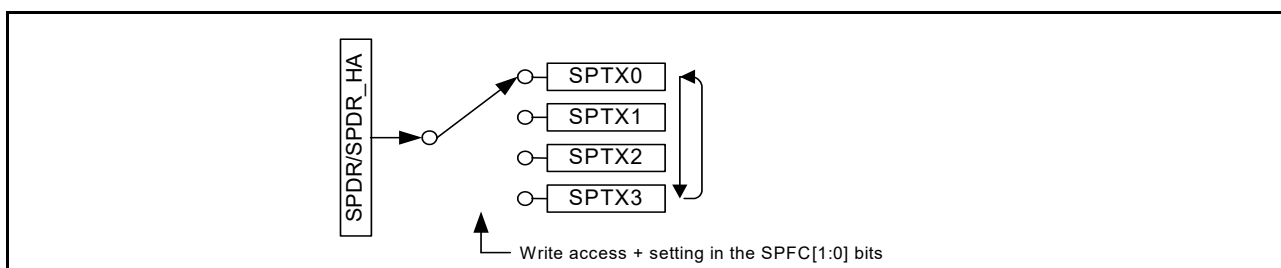 SPDR/SPDR_HA
SPTX0
SPTX1
SPTX2
SPTX3
Write access + setting in the SPFC[1:0] bits